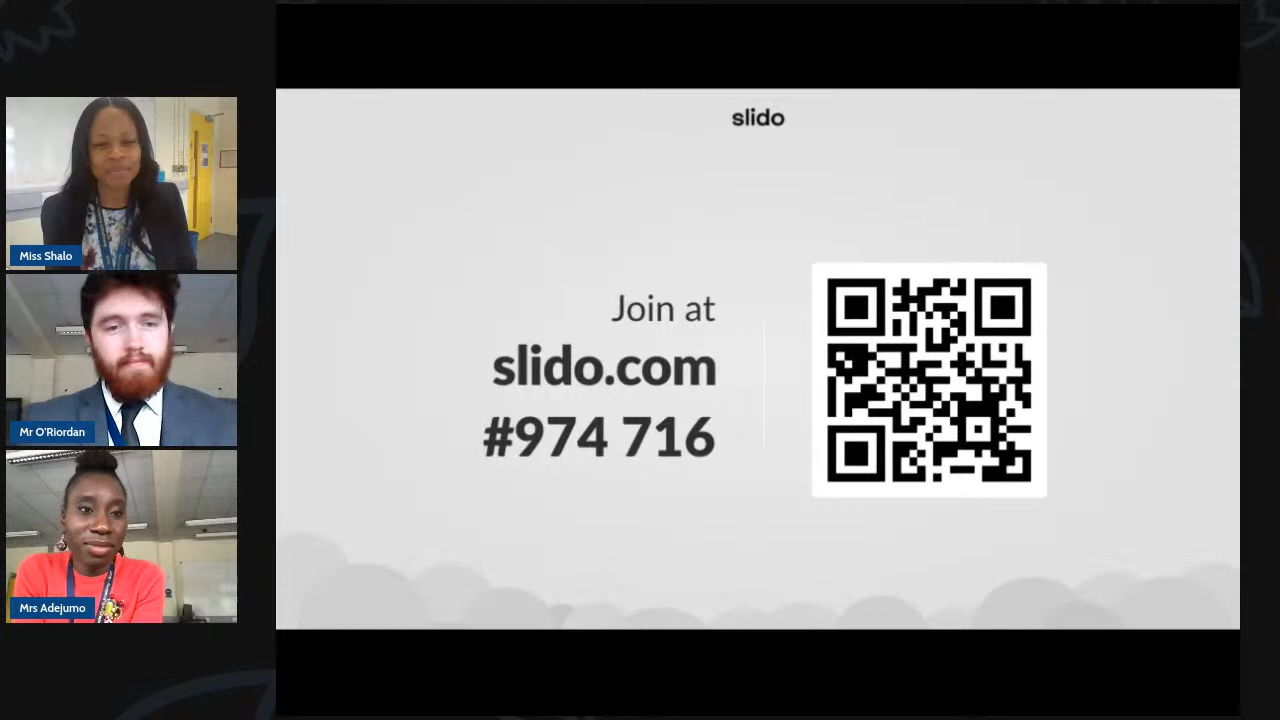 slido
Join at
slido.com
#974 716
Miss Shalo
Mr O'Riordan
Mrs Adejumo